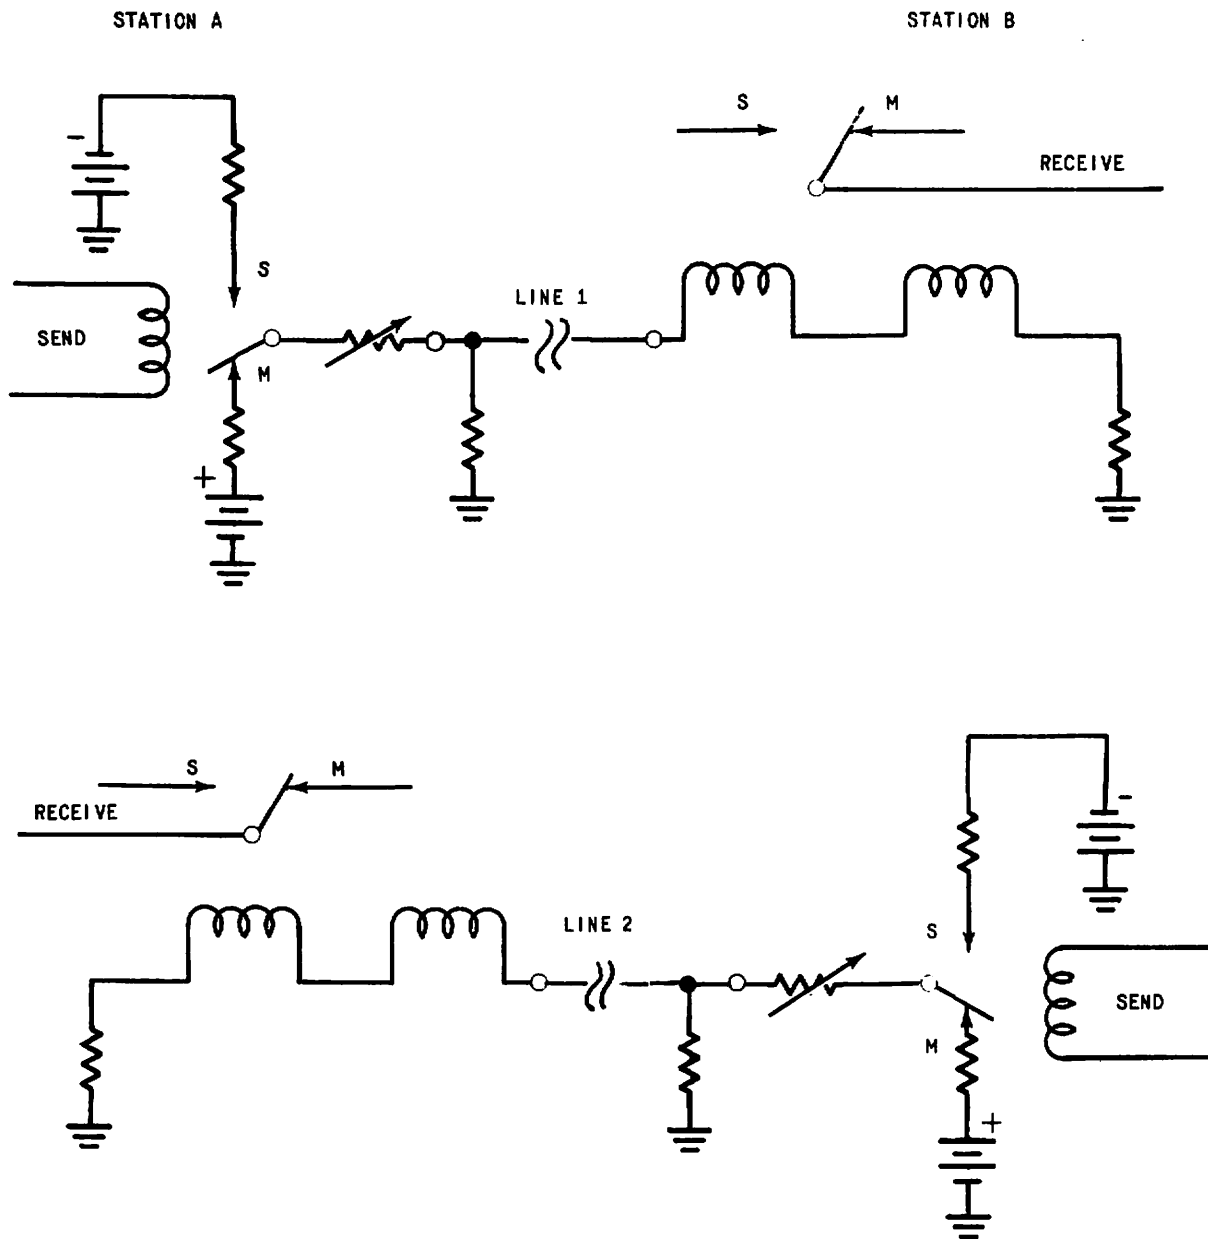 STATION A
STATION B
-
S
M
RECEIVE
S
LINE 1
SEND
M
+
S
M
RECEIVE
-
LINE 2
S
SEND
M
+